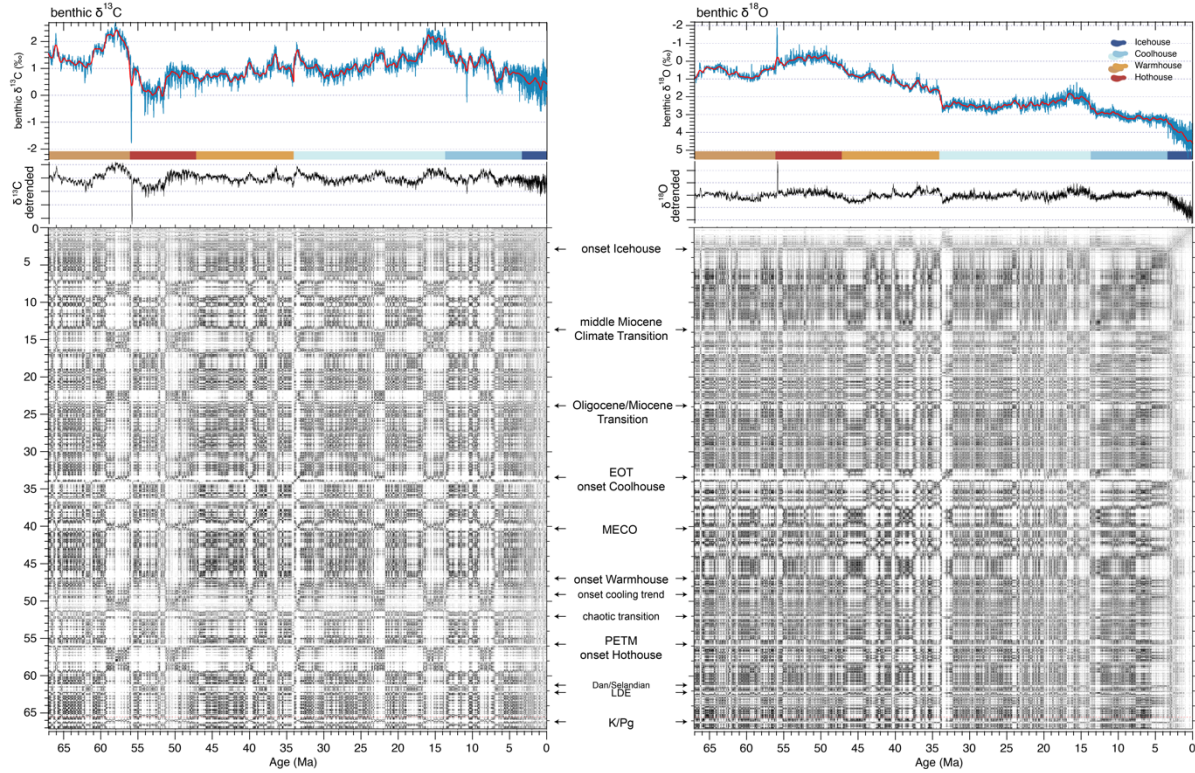 benthic δ¹³C
benthic δ¹³C (‰)
2
1
0
-1
-2
δ¹³C
detrended
0
5
10
15
20
25
30
35
40
45
50
55
60
65
65 60 55 50 45 40 35 30 25 20 15 10 5 0
Age (Ma)
onset Icehouse
middle Miocene
Climate Transition
Oligocene/Miocene
Transition
EOT
onset Coolhouse
MECO
onset Warmhouse
onset cooling trend
chaotic transition
PETM
onset Hothouse
Dan/Selandian
LDE
K/Pg
benthic δ¹⁸O
benthic δ¹⁸O (‰)
-2
-1
0
1
2
3
4
5
Icehouse
Coolhouse
Warmhouse
Hothouse
δ¹⁸O
detrended
65 60 55 50 45 40 35 30 25 20 15 10 5 0
Age (Ma)